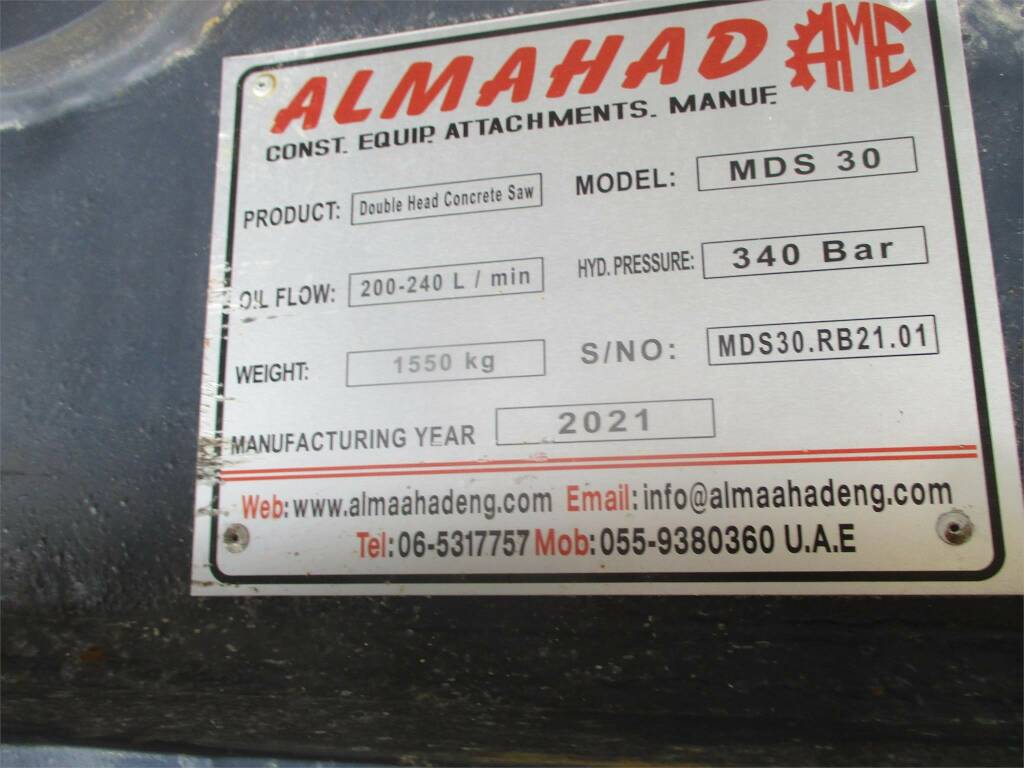 ALMAHAD AME
CONST. EQUIP. ATTACHMENTS. MANUF.
PRODUCT: Double Head Concrete Saw MODEL: MDS 30
OIL FLOW: 200-240 L / min HYD. PRESSURE: 340 Bar
WEIGHT: 1550 kg S/NO: MDS30.RB21.01
MANUFACTURING YEAR 2021
Web: www.almaahadeng.com Email: info@almaahadeng.com
Tel: 06-5317757 Mob: 055-9380360 U.A.E